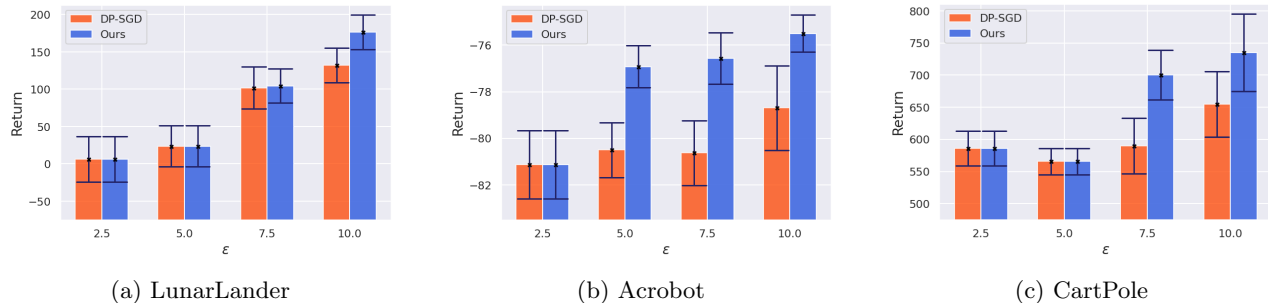 200
150
100
50
0
−50
Return
DP-SGD
Ours
2.5 5.0 7.5 10.0
ε
(a) LunarLander
−76
−78
−80
−82
Return
DP-SGD
Ours
2.5 5.0 7.5 10.0
ε
(b) Acrobot
800
750
700
650
600
550
500
Return
DP-SGD
Ours
2.5 5.0 7.5 10.0
ε
(c) CartPole